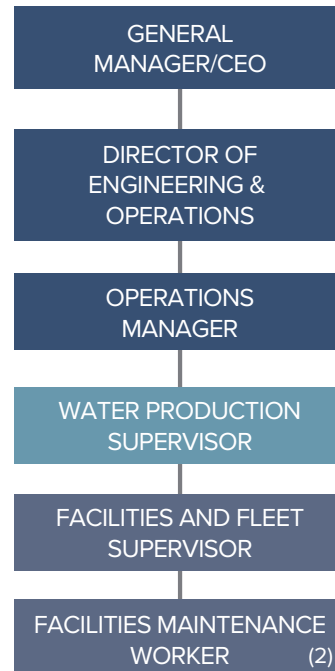 GENERAL
MANAGER/CEO
DIRECTOR OF
ENGINEERING &
OPERATIONS
OPERATIONS
MANAGER
WATER PRODUCTION
SUPERVISOR
FACILITIES AND FLEET
SUPERVISOR
FACILITIES MAINTENANCE
WORKER (2)